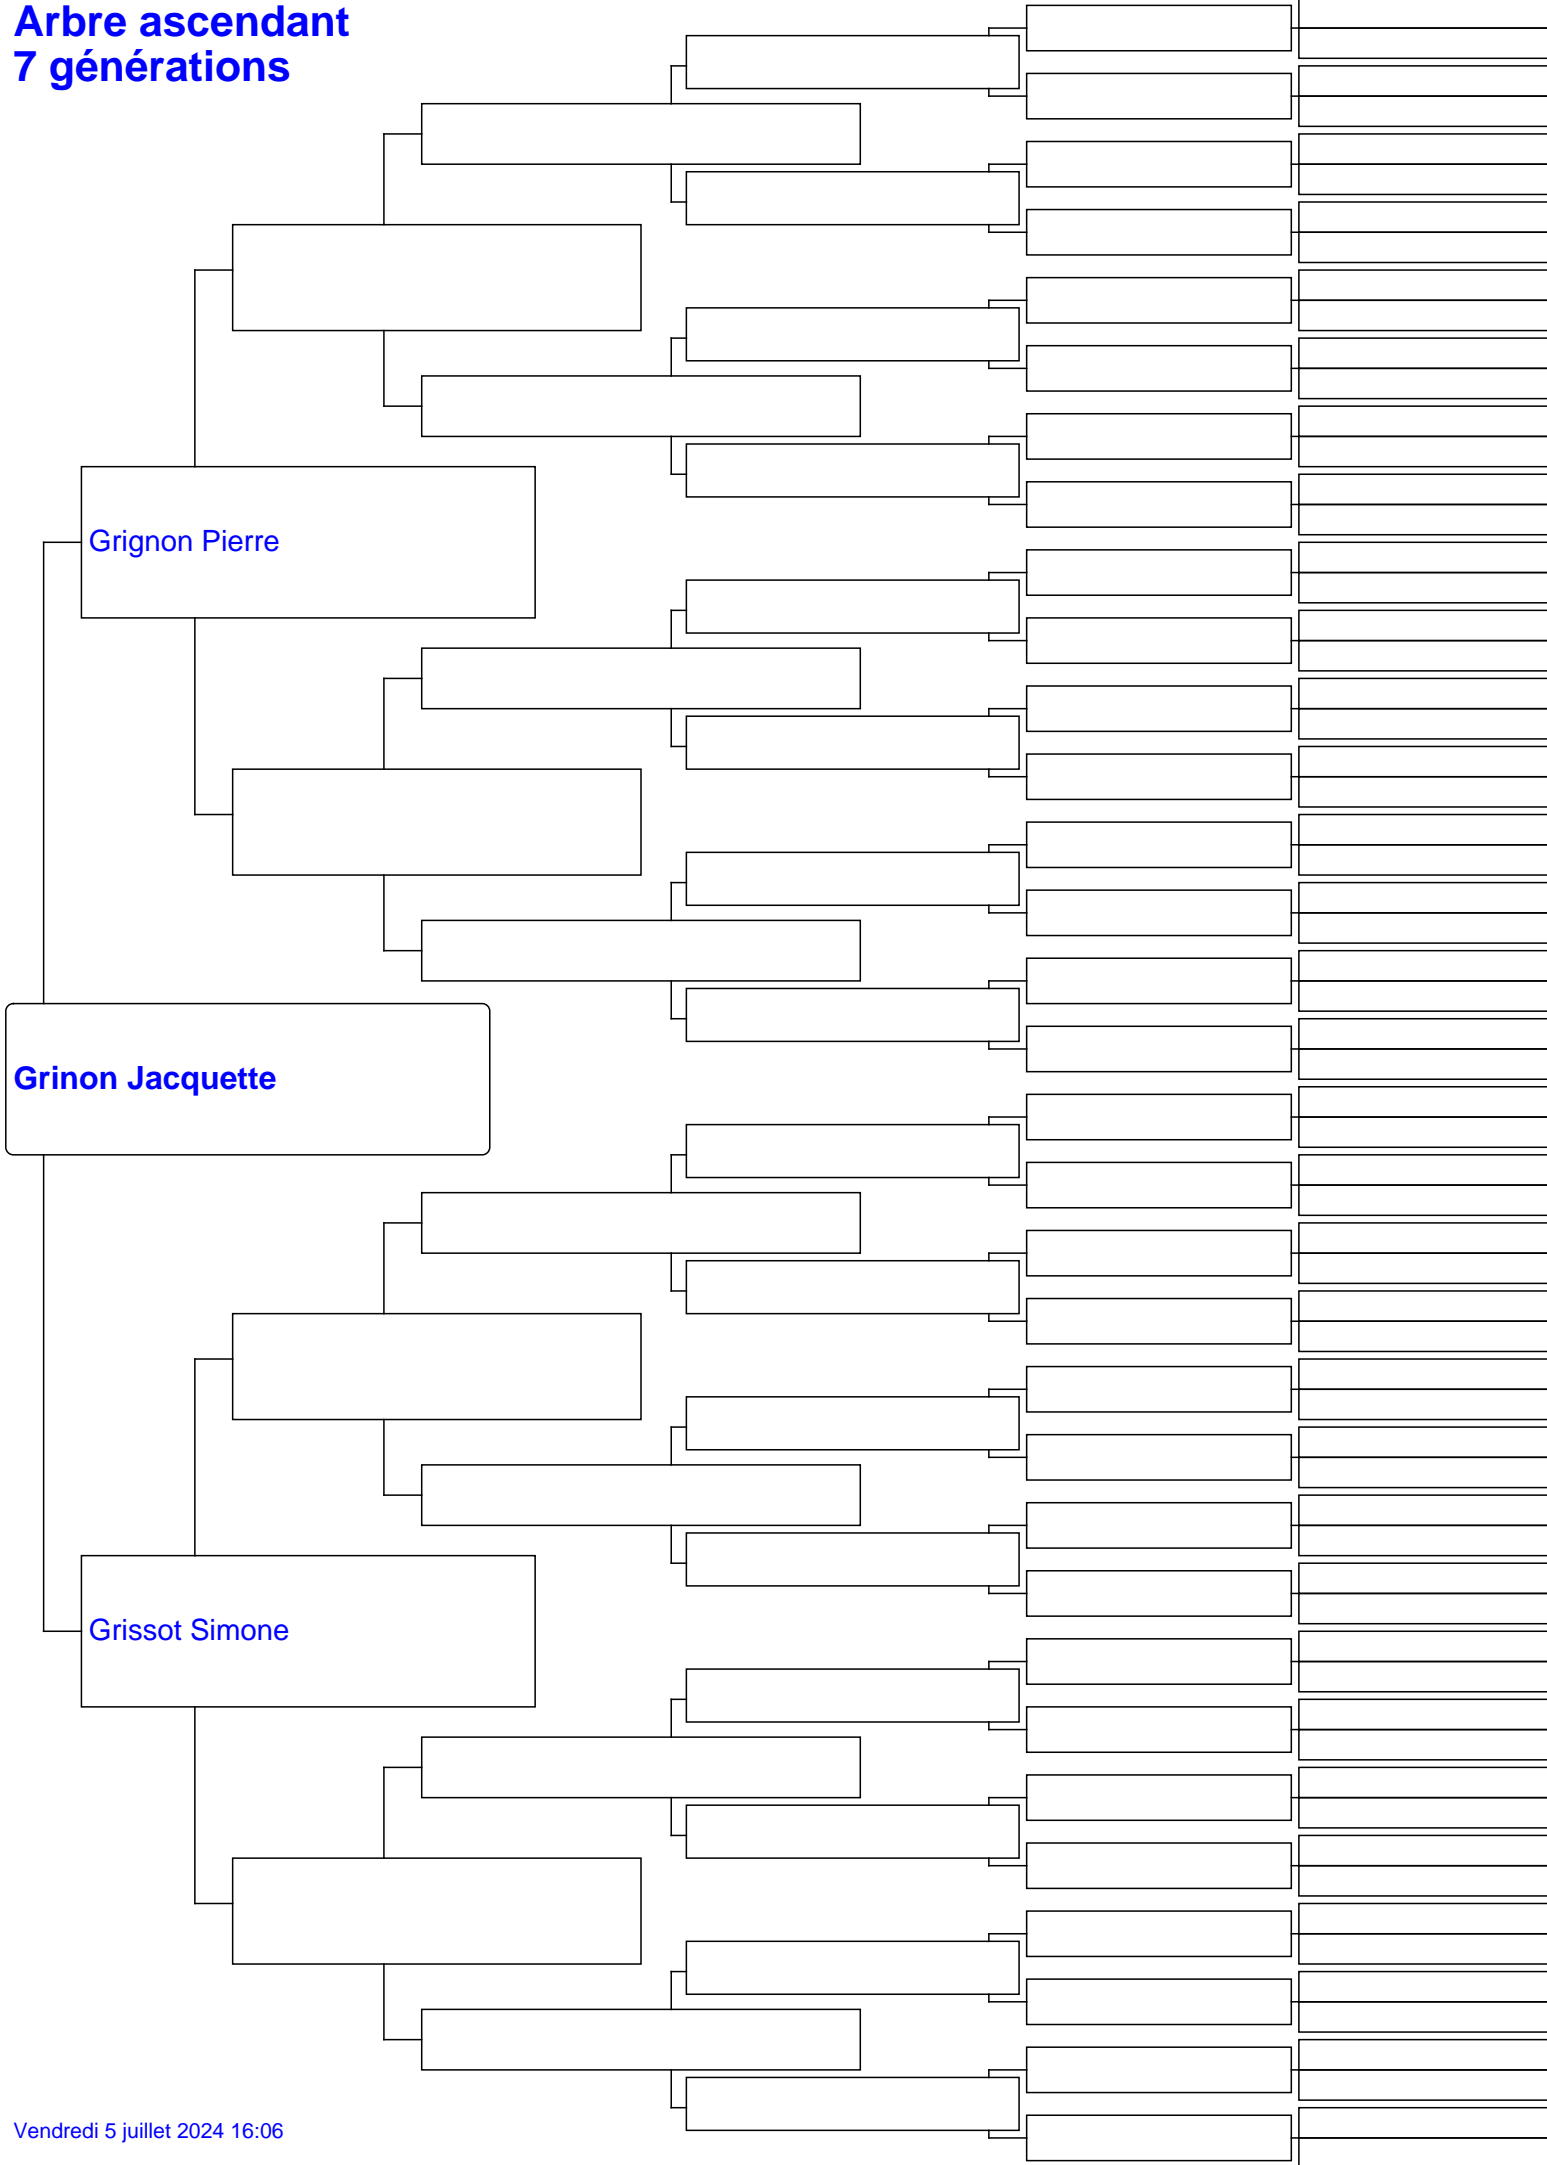 Arbre ascendant
7 générations
Grignon Pierre
Grinon Jacquette
Grissot Simone
Vendredi 5 juillet 2024 16:06